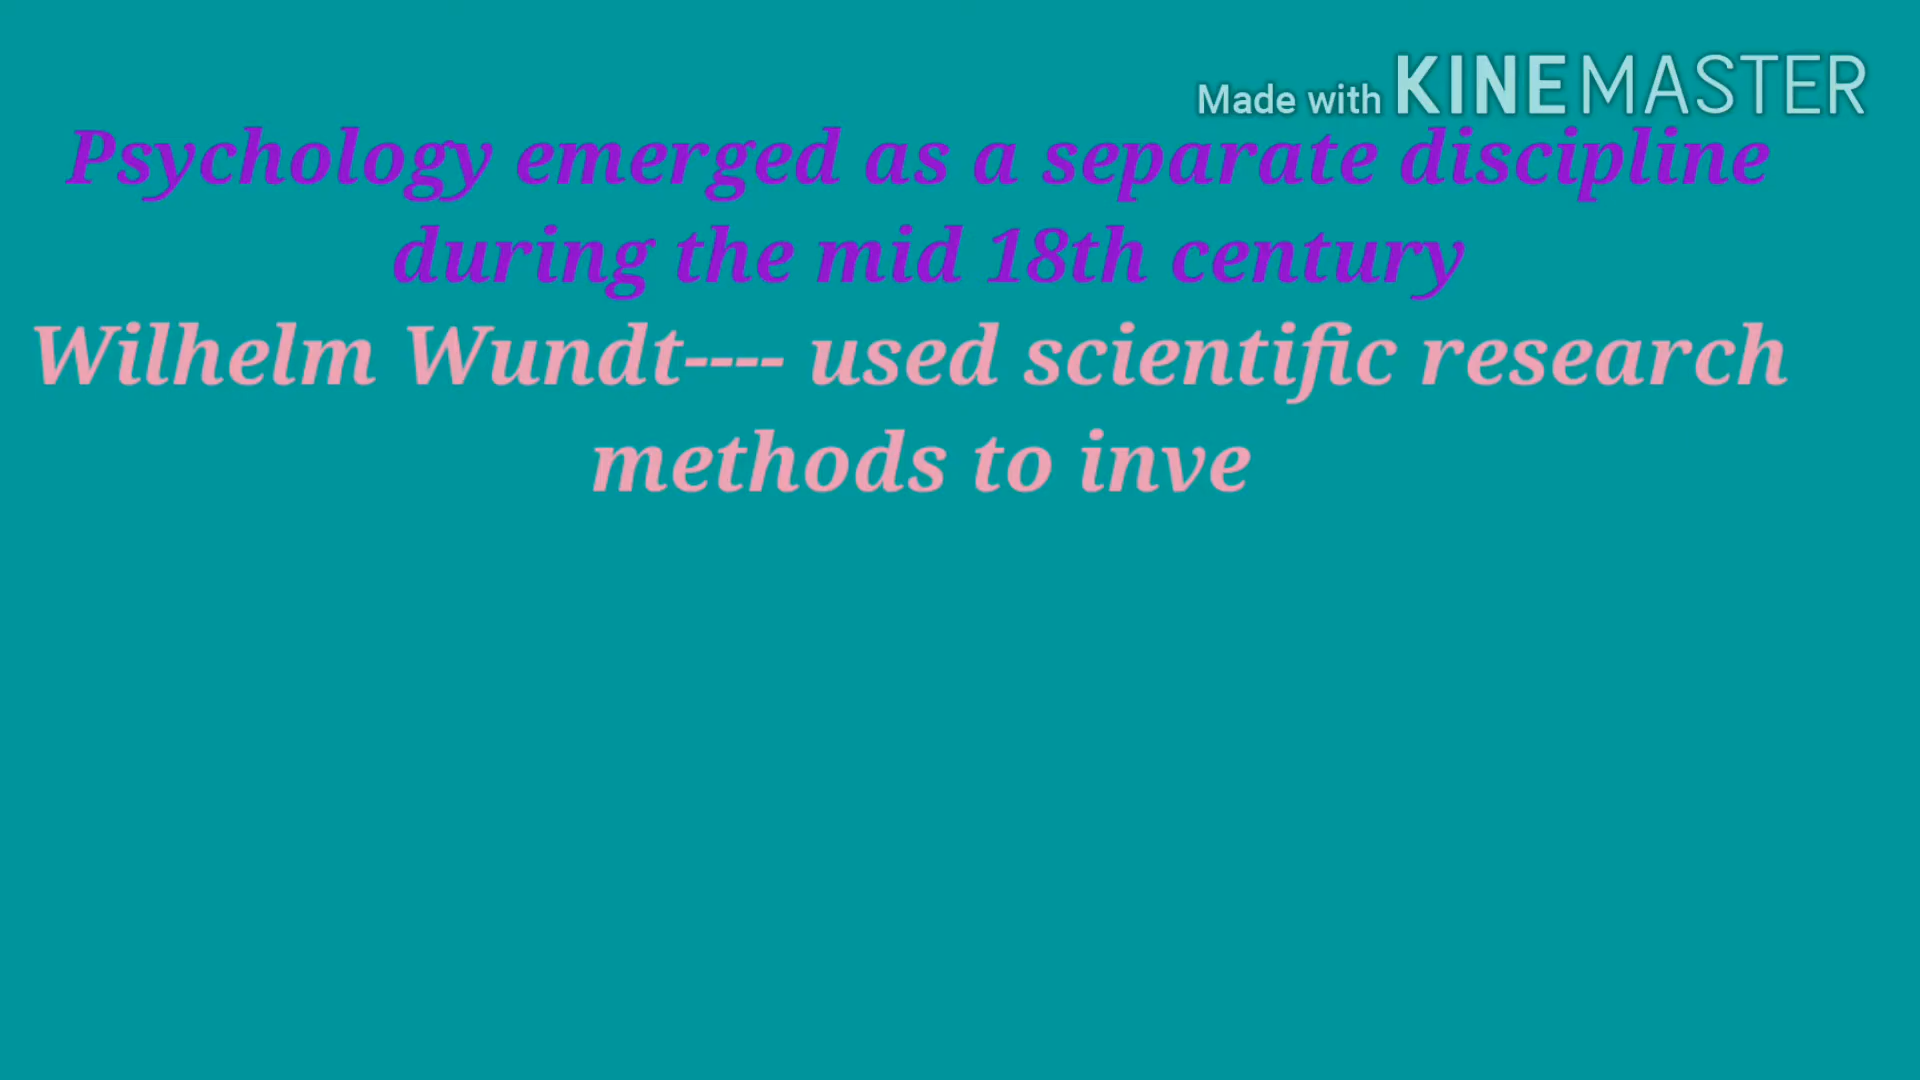 Made with KINEMASTER
Psychology emerged as a separate discipline
during the mid 18th century
Wilhelm Wundt---- used scientific research
methods to inve